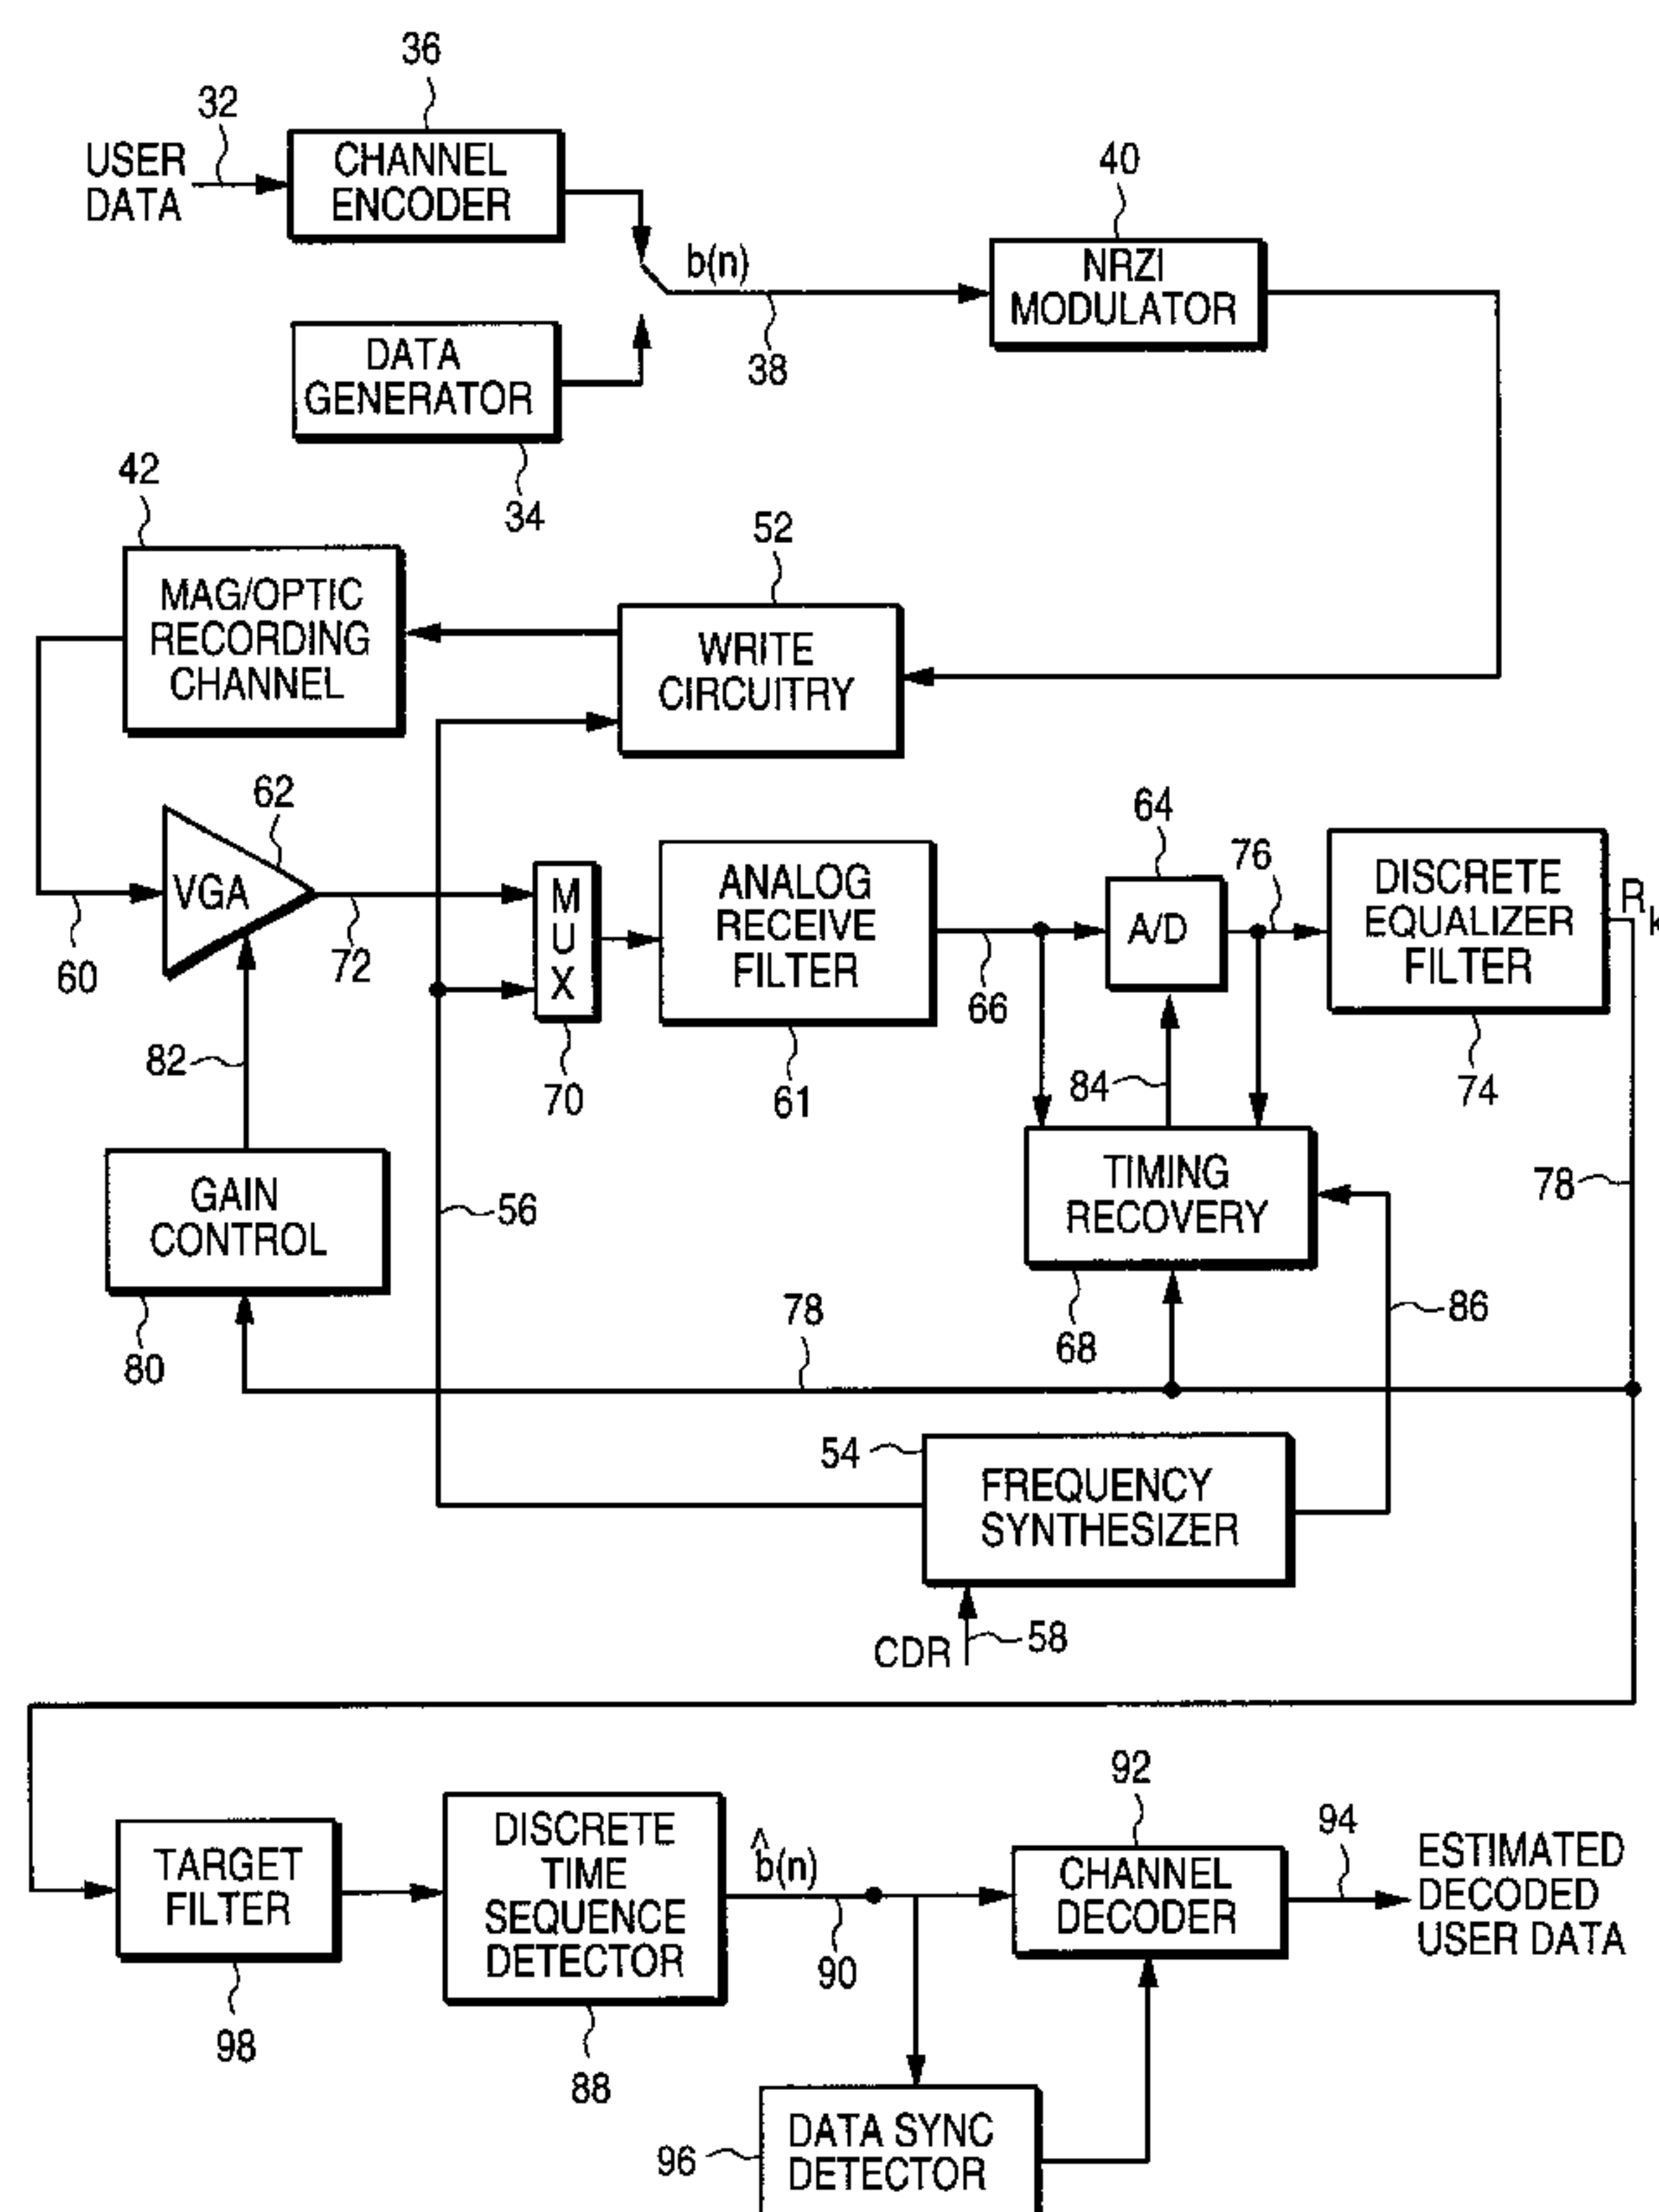 36
32
USER
DATA
CHANNEL
ENCODER
40
b(n)
NRZI
MODULATOR
38
DATA
GENERATOR
34
42
52
MAG/OPTIC
RECORDING
CHANNEL
WRITE
CIRCUITRY
62
64
76
VGA
60
72
M
U
X
70
ANALOG
RECEIVE
FILTER
61
66
A/D
DISCRETE
EQUALIZER
FILTER
74
Rk
82
84
78
GAIN
CONTROL
80
56
TIMING
RECOVERY
68
86
78
54
FREQUENCY
SYNTHESIZER
CDR
58
92
94
TARGET
FILTER
98
DISCRETE
TIME
SEQUENCE
DETECTOR
88
b̂(n)
90
CHANNEL
DECODER
ESTIMATED
DECODED
USER DATA
96
DATA SYNC
DETECTOR